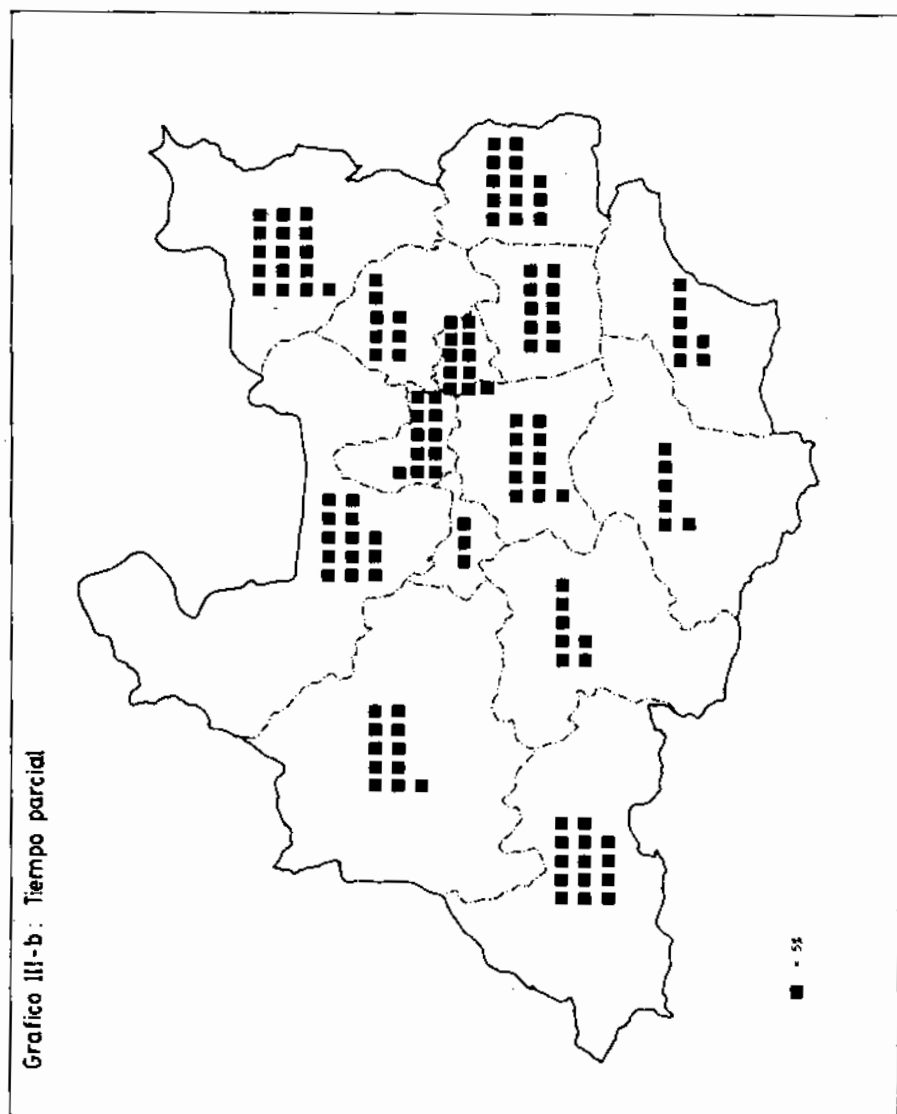 Grafico III-b : Tiempo parcial
■ = 5%